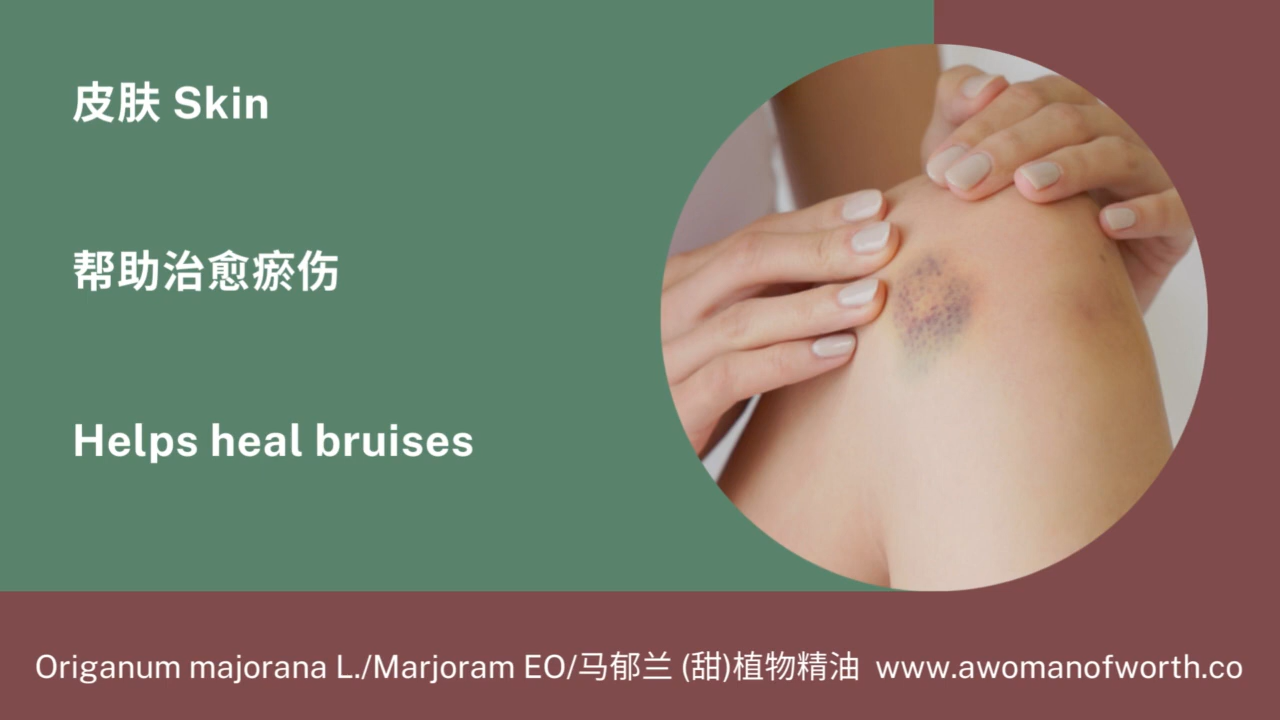 皮肤 Skin
帮助治愈瘀伤
Helps heal bruises
Origanum majorana L./Marjoram EO/马郁兰 (甜)植物精油 www.awomanofworth.co